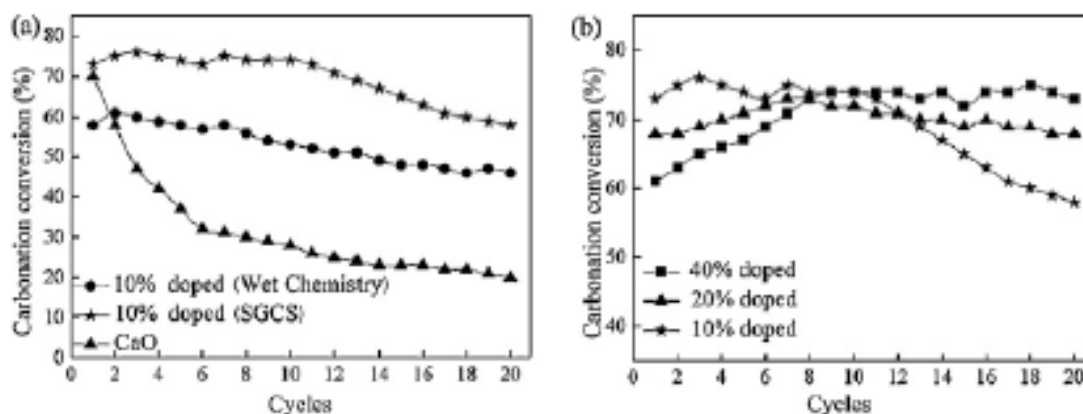 (a)
Carbonation conversion (%)
80
70
60
50
40
30
20
10
0
10% doped (Wet Chemistry)
10% doped (SGCS)
CaO
0 2 4 6 8 10 12 14 16 18 20
Cycles
(b)
Carbonation conversion (%)
80
70
60
50
40
40% doped
20% doped
10% doped
0 2 4 6 8 10 12 14 16 18 20
Cycles